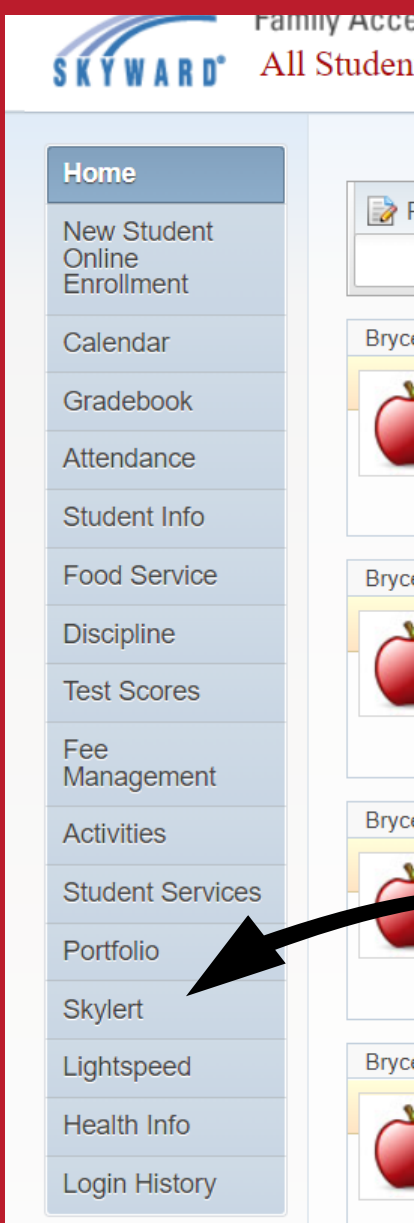 Family Acce
SKYWARD® All Studen
Home
New Student
Online
Enrollment
Calendar
Gradebook
Attendance
Student Info
Food Service
Discipline
Test Scores
Fee
Management
Activities
Student Services
Portfolio
Skylert
Lightspeed
Health Info
Login History
Bryce
Bryce
Bryce
Bryce